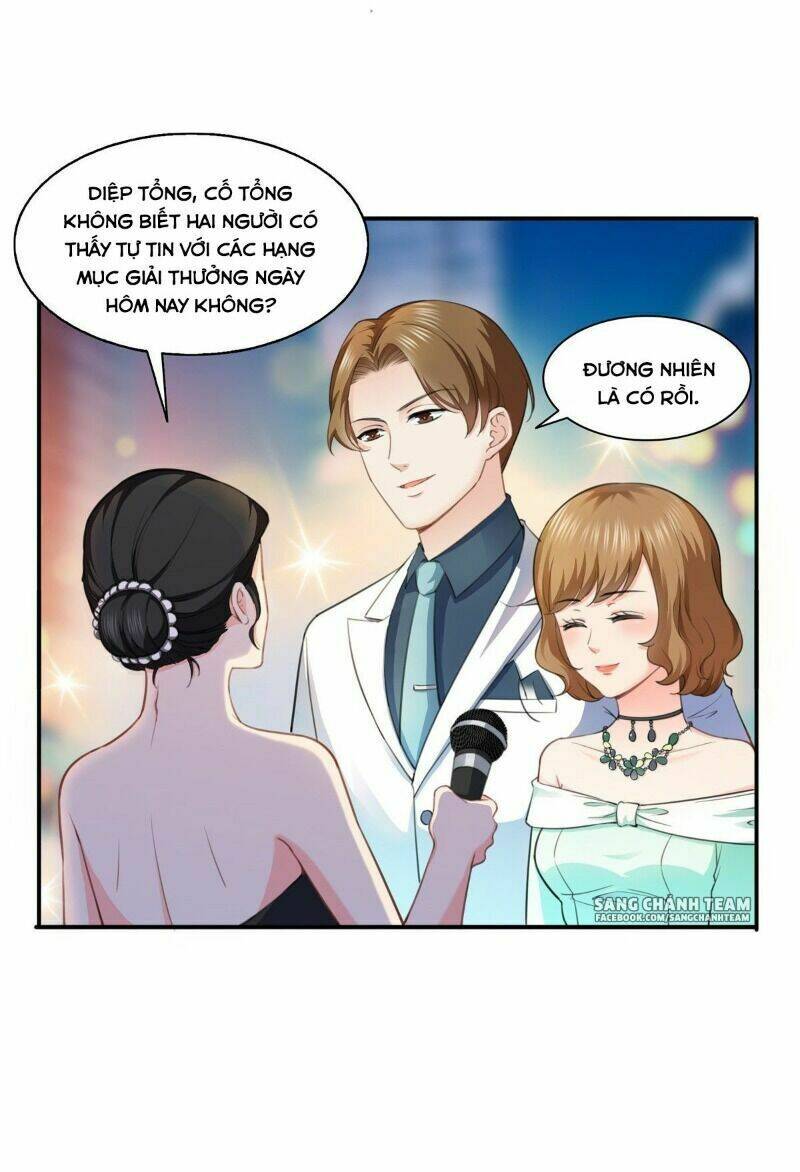 DIỆP TỔNG, CỐ TỔNG
KHÔNG BIẾT HAI NGƯỜI CÓ
THẤY TỰ TIN VỚI CÁC HẠNG
MỤC GIẢI THƯỞNG NGÀY
HÔM NAY KHÔNG?
ĐƯƠNG NHIÊN
LÀ CÓ RỒI.
SANG CHẢNH TEAM
FACEBOOK.COM/SANGCHANHTEAM